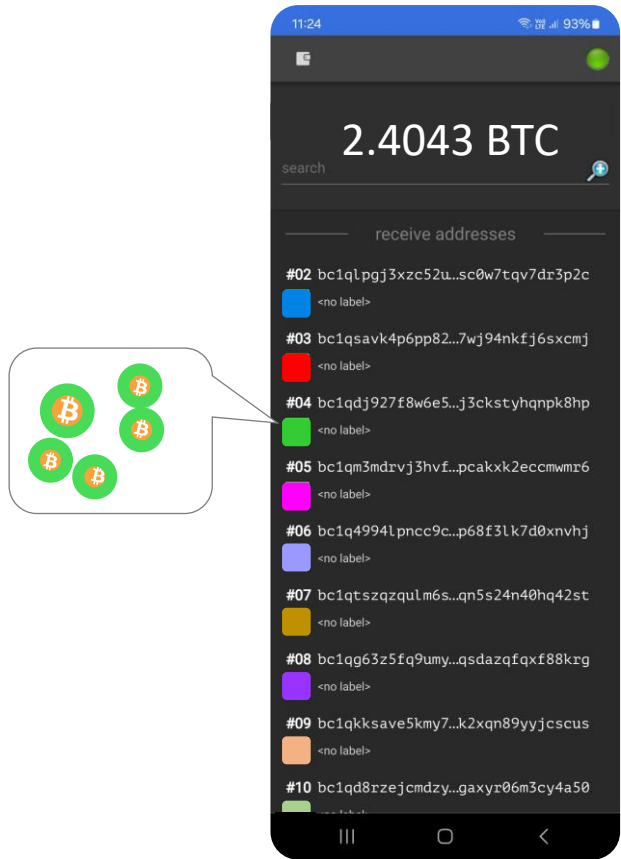 11:24
93%
2.4043 BTC
search
receive addresses
#02 bc1qlpgj3xzc52u…sc0w7tqv7dr3p2c
<no label>
#03 bc1qsavk4p6pp82…7wj94nkfj6sxcmj
<no label>
#04 bc1qdj927f8w6e5…j3ckstyhqnpk8hp
<no label>
#05 bc1qm3mdrvj3hvf…pcakxk2eccmwmr6
<no label>
#06 bc1q4994lpncc9c…p68f3lk7d0xnvhj
<no label>
#07 bc1qtszqzqulm6s…qn5s24n40hq42st
<no label>
#08 bc1qg63z5fq9umy…qsdazqfqxf88krg
<no label>
#09 bc1qkksave5kmy7…k2xqn89yyjcscus
<no label>
#10 bc1qd8rzejcmdzy…gaxyr06m3cy4a50